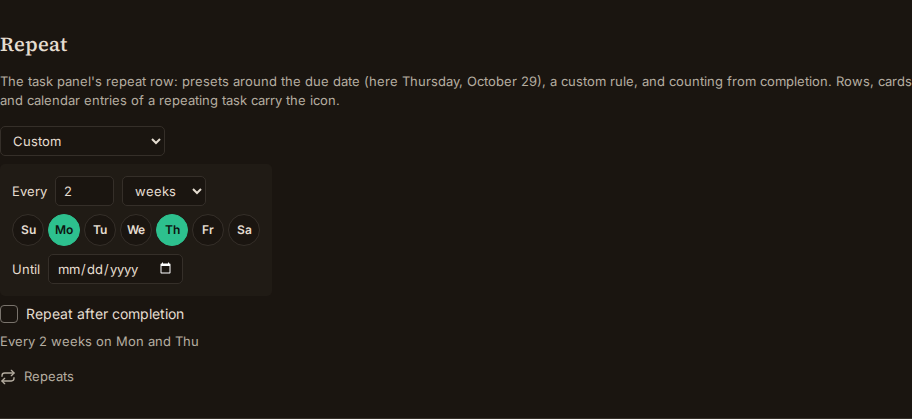 Repeat
The task panel's repeat row: presets around the due date (here Thursday, October 29), a custom rule, and counting from completion. Rows, cards
and calendar entries of a repeating task carry the icon.
Custom
Every 2 weeks
Su Mo Tu We Th Fr Sa
Until mm/dd/yyyy
Repeat after completion
Every 2 weeks on Mon and Thu
Repeats